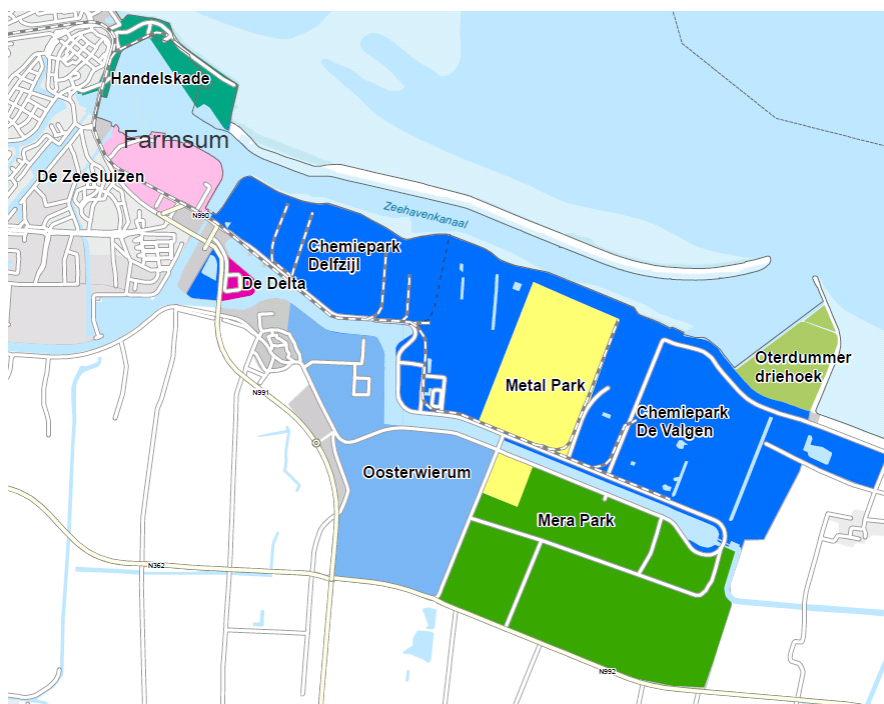 Handelskade
Farmsum
De Zeesluizen
N990
Zeehavenkanaal
Chemiepark
Delfzijl
De Delta
Oterdummer
driehoek
Metal Park
N991
Chemiepark
De Valgen
Oosterwierum
Mera Park
N362
N992